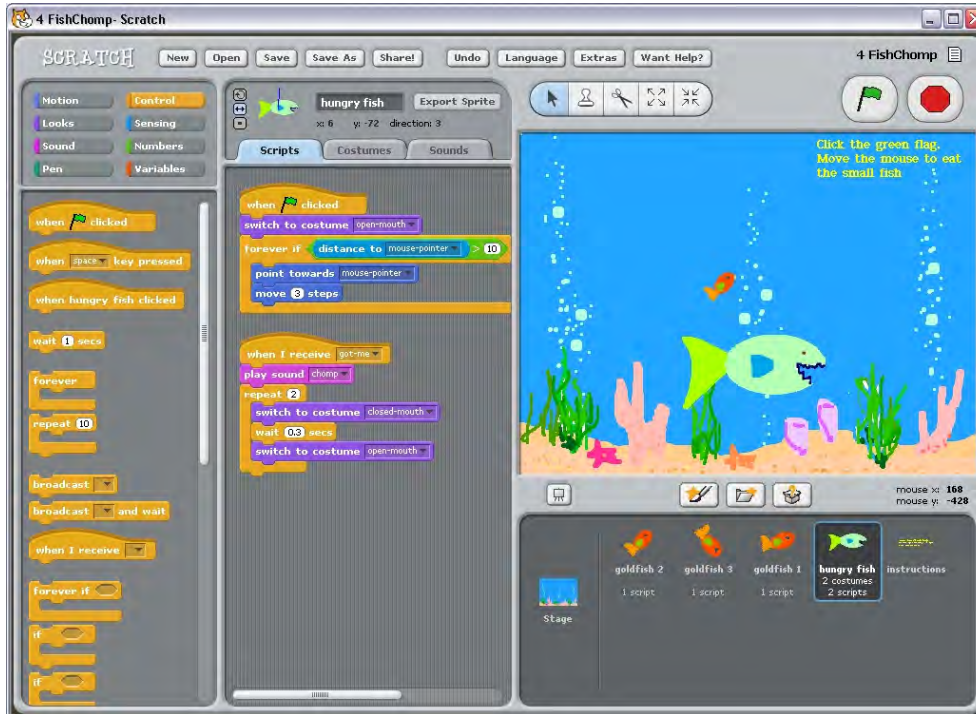 4 FishChomp- Scratch
SCRATCH
New Open Save Save As Share! Undo Language Extras Want Help?
4 FishChomp
Motion Control
Looks Sensing
Sound Numbers
Pen Variables
hungry fish Export Sprite
x: 6 y: -72 direction: 3
Scripts Costumes Sounds
when clicked
when space key pressed
when hungry fish clicked
wait 1 secs
forever
repeat 10
broadcast
broadcast and wait
when I receive
forever if
if
if
when clicked
switch to costume open-mouth
forever if distance to mouse-pointer > 10
point towards mouse-pointer
move 3 steps
when I receive got-me
play sound chomp
repeat 2
switch to costume closed-mouth
wait 0.3 secs
switch to costume open-mouth
Click the green flag.
Move the mouse to eat
the small fish
mouse x: 168
mouse y: -428
Stage
goldfish 2
1 script
goldfish 3
1 script
goldfish 1
1 script
hungry fish
2 costumes
2 scripts
instructions